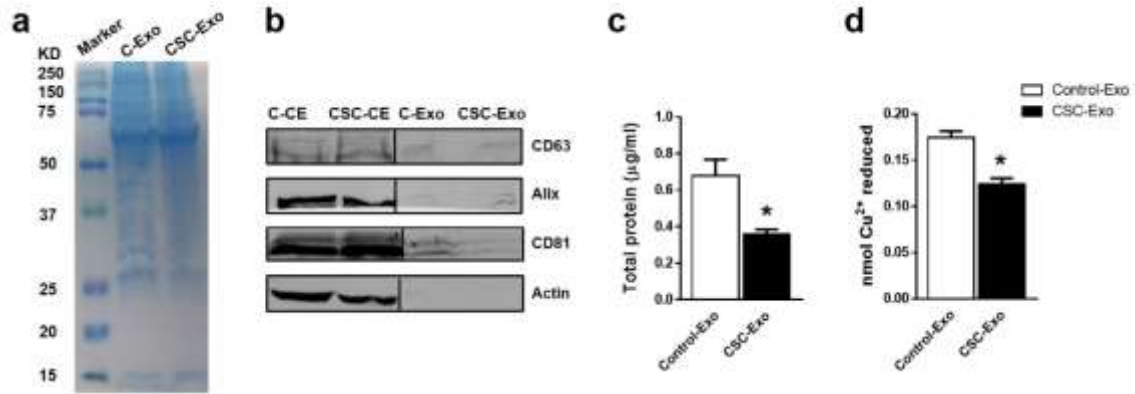 a
KD
Marker
C-Exo
CSC-Exo
250
150
75
50
37
25
20
15
b
C-CE CSC-CE C-Exo CSC-Exo
CD63
Alix
CD81
Actin
c
Total protein (µg/ml)
1.0
0.8
0.6
0.4
0.2
0.0
*
Control-Exo
CSC-Exo
d
Control-Exo
CSC-Exo
nmol Cu²⁺ reduced
0.20
0.15
0.10
0.05
0.00
*
Control-Exo
CSC-Exo